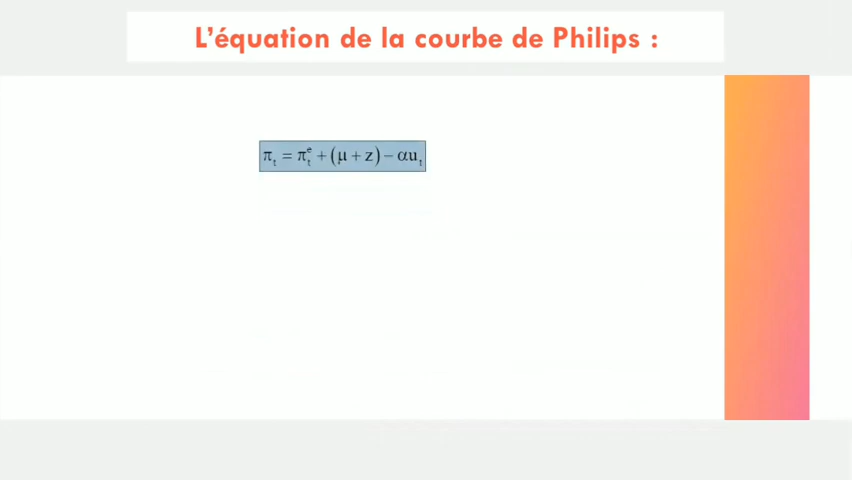 L'équation de la courbe de Philips :
πₜ = πₜᵉ + (μ + z) − αuₜ